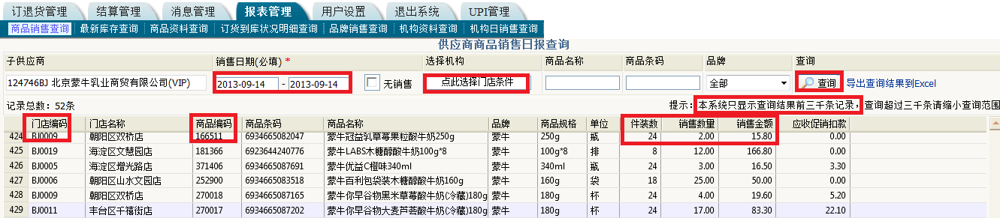 订退货管理 结算管理 消息管理 报表管理 用户设置 退出系统 UPI管理
商品销售查询 最新库存查询 商品资料查询 订货到库状况明细查询 品牌销售查询 机构资料查询 机构日销售查询
供应商商品销售日报查询
子供应商 销售日期(必填) * 选择机构 商品名称 商品条码 品牌 查询
124746BJ 北京蒙牛乳业商贸有限公司(VIP) 2013-09-14 - 2013-09-14 无销售 点此选择门店条件 全部 查询 导出查询结果到Excel
记录总数：52条 提示：本系统只显示查询结果前三千条记录，查询超过三千条请缩小查询范围
门店编码 门店名称 商品编码 商品条码 商品名称 品牌 商品规格 单位 件装数 销售数量 销售金额 应收促销扣款
424 BJ0009 朝阳区双桥店 166511 6934665082047 蒙牛冠益乳草莓果粒酸牛奶250g 蒙牛 250g 瓶 24 2.00 15.80 0.00
425 BJ0019 海淀区文慧园店 181366 6923644240776 蒙牛LABS木糖醇酸牛奶100g*8 蒙牛 100g*8 排 8 12.00 166.80 0.00
426 BJ0005 海淀区增光路店 371406 6934665087691 蒙牛优益C橙味340ml 蒙牛 340ml 瓶 24 3.00 16.50 3.30
427 BJ0006 朝阳区山水文园店 252900 6934665083518 蒙牛百利包袋装木糖醇酸牛奶160g 蒙牛 160g 袋 18 25.00 50.00 0.00
428 BJ0009 朝阳区双桥店 270018 6934665087165 蒙牛你早谷物黑米草莓酸牛奶(冷藏)180g 蒙牛 180g 杯 24 4.00 19.60 5.20
429 BJ0011 丰台区千禧街店 270017 6934665087202 蒙牛你早谷物大麦芦荟酸牛奶(冷藏)180g 蒙牛 180g 杯 24 17.00 83.30 22.10